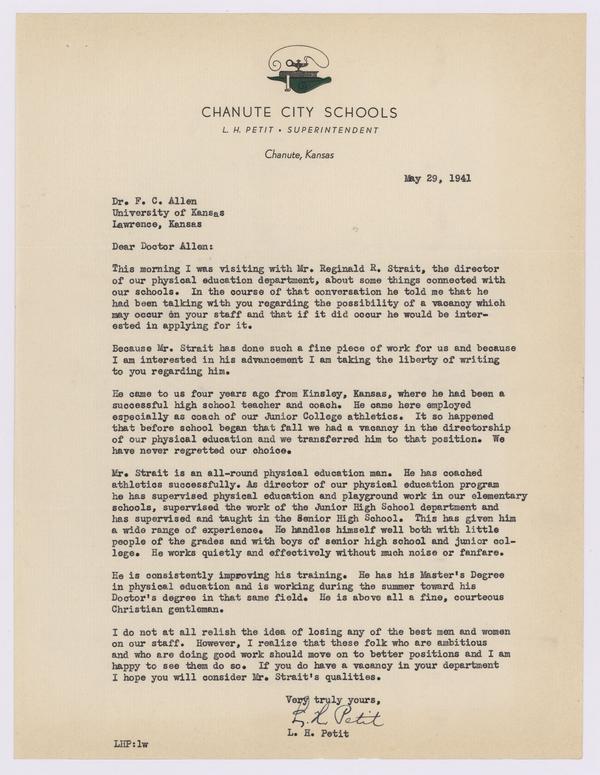 CHANUTE CITY SCHOOLS
L. H. PETIT • SUPERINTENDENT
Chanute, Kansas
May 29, 1941
Dr. F. C. Allen
University of Kansas
Lawrence, Kansas
Dear Doctor Allen:
This morning I was visiting with Mr. Reginald R. Strait, the director
of our physical education department, about some things connected with
our schools. In the course of that conversation he told me that he
had been talking with you regarding the possibility of a vacancy which
may occur on your staff and that if it did occur he would be inter-
ested in applying for it.
Because Mr. Strait has done such a fine piece of work for us and because
I am interested in his advancement I am taking the liberty of writing
to you regarding him.
He came to us four years ago from Kinsley, Kansas, where he had been a
successful high school teacher and coach. He came here employed
especially as coach of our Junior College athletics. It so happened
that before school began that fall we had a vacancy in the directorship
of our physical education and we transferred him to that position. We
have never regretted our choice.
Mr. Strait is an all-round physical education man. He has coached
athletics successfully. As director of our physical education program
he has supervised physical education and playground work in our elementary
schools, supervised the work of the Junior High School department and
has supervised and taught in the Senior High School. This has given him
a wide range of experience. He handles himself well both with little
people of the grades and with boys of senior high school and junior col-
lege. He works quietly and effectively without much noise or fanfare.
He is consistently improving his training. He has his Master's Degree
in physical education and is working during the summer toward his
Doctor's degree in that same field. He is above all a fine, courteous
Christian gentleman.
I do not at all relish the idea of losing any of the best men and women
on our staff. However, I realize that these folk who are ambitious
and who are doing good work should move on to better positions and I am
happy to see them do so. If you do have a vacancy in your department
I hope you will consider Mr. Strait's qualities.
Very truly yours,
L. H. Petit
L. H. Petit
LHP:lw